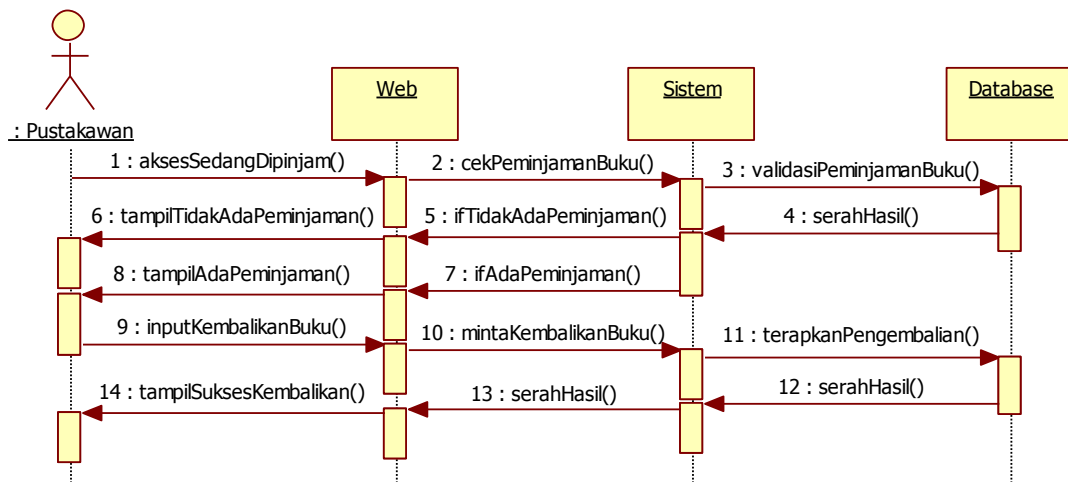 : Pustakawan
Web
Sistem
Database
1 : aksesSedangDipinjam()
2 : cekPeminjamanBuku()
3 : validasiPeminjamanBuku()
4 : serahHasil()
5 : ifTidakAdaPeminjaman()
6 : tampilTidakAdaPeminjaman()
7 : ifAdaPeminjaman()
8 : tampilAdaPeminjaman()
9 : inputKembalikanBuku()
10 : mintaKembalikanBuku()
11 : terapkanPengembalian()
12 : serahHasil()
13 : serahHasil()
14 : tampilSuksesKembalikan()